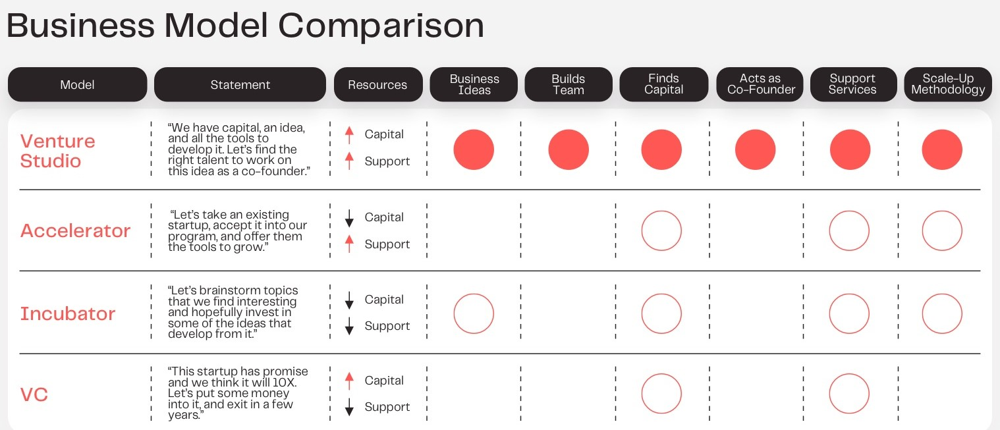 Business Model Comparison
Model
Statement
Resources
Business
Ideas
Builds
Team
Finds
Capital
Acts as
Co-Founder
Support
Services
Scale-Up
Methodology
Venture
Studio
“We have capital, an idea,
and all the tools to
develop it. Let’s find the
right talent to work on
this idea as a co-founder.”
Capital
Support
Accelerator
“Let’s take an existing
startup, accept it into our
program, and offer them
the tools to grow.”
Capital
Support
Incubator
“Let’s brainstorm topics
that we find interesting
and hopefully invest in
some of the ideas that
develop from it.”
Capital
Support
VC
“This startup has promise
and we think it will 10X.
Let’s put some money
into it, and exit in a few
years.”
Capital
Support